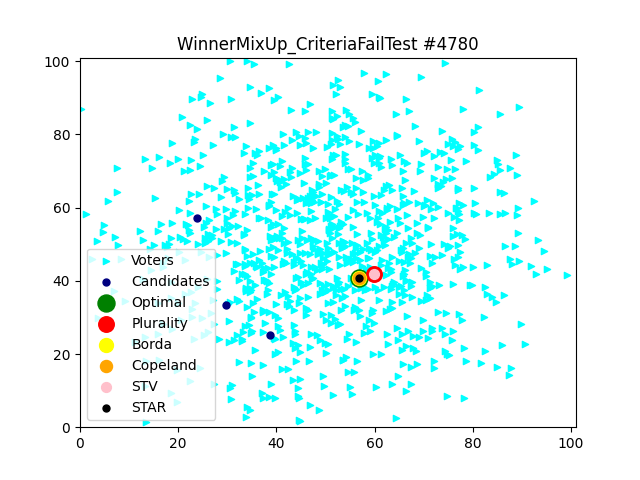 WinnerMixUp_CriteriaFailTest #4780
100
80
60
40
20
0
0 20 40 60 80 100
Voters
Candidates
Optimal
Plurality
Borda
Copeland
STV
STAR